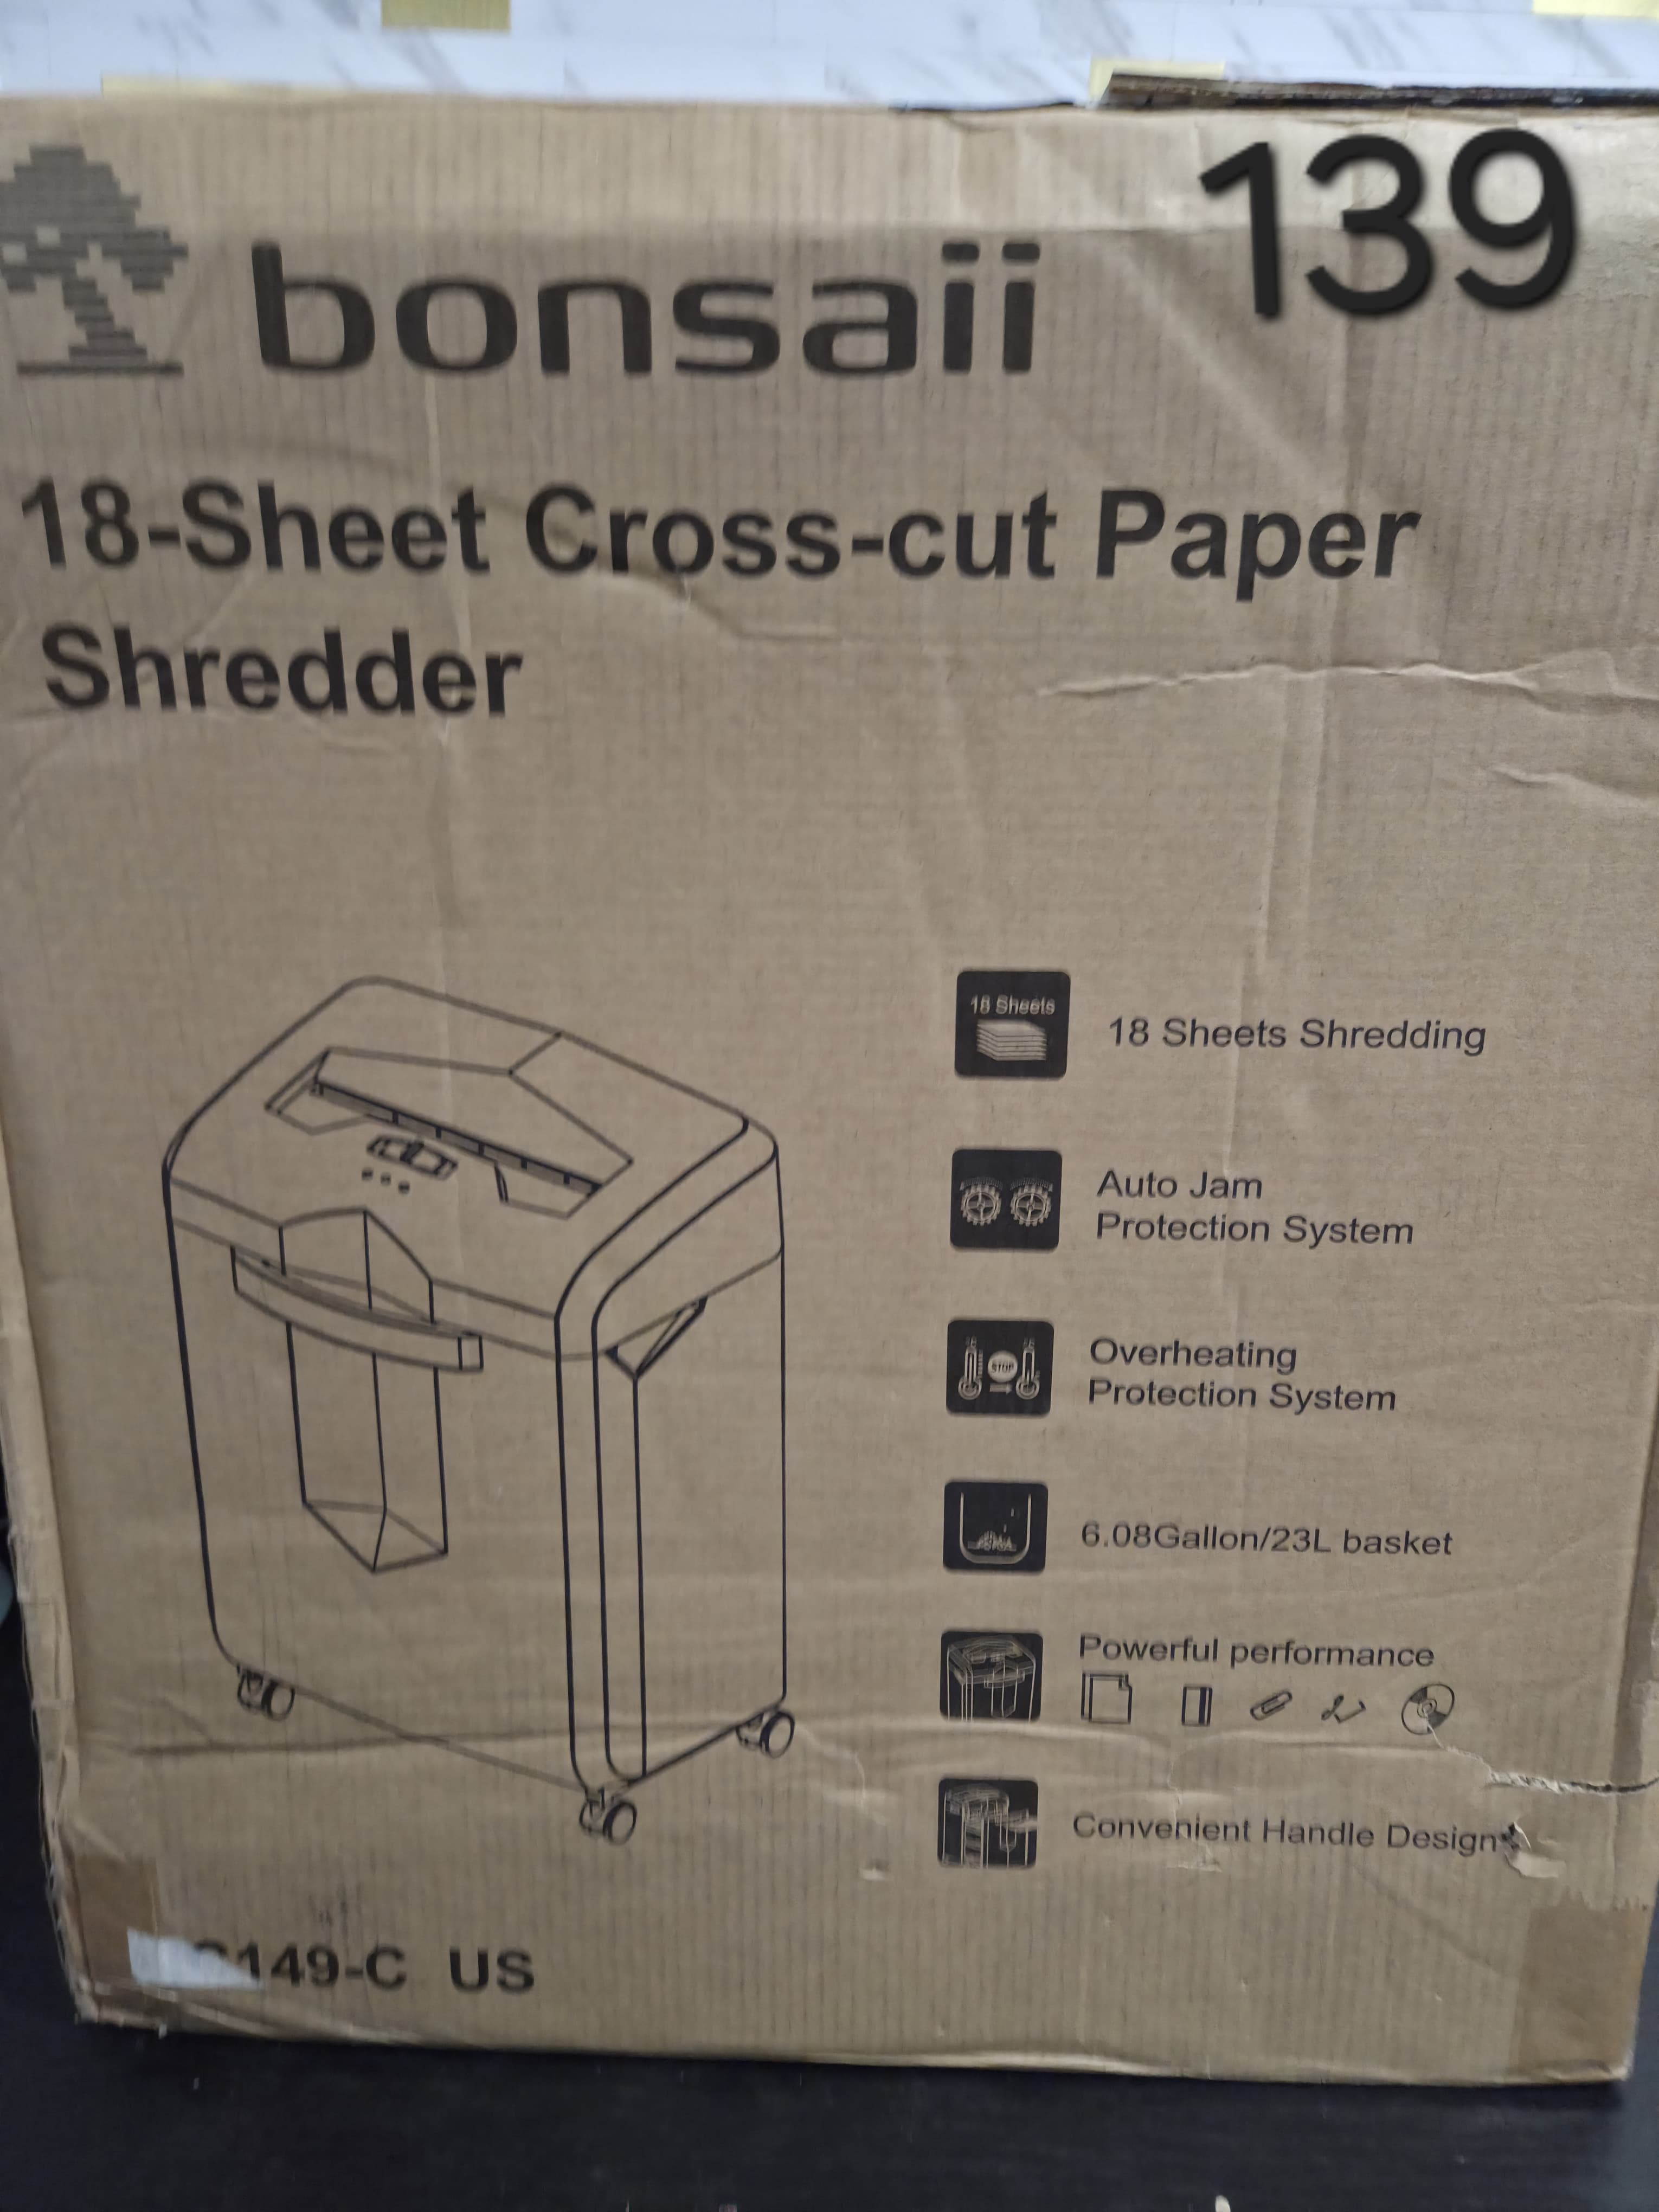 139
bonsaii
18-Sheet Cross-cut Paper
Shredder
18 Sheets
18 Sheets Shredding
Auto Jam
Protection System
STOP
Overheating
Protection System
6.08Gallon/23L basket
Powerful performance
Convenient Handle Design
149-C US